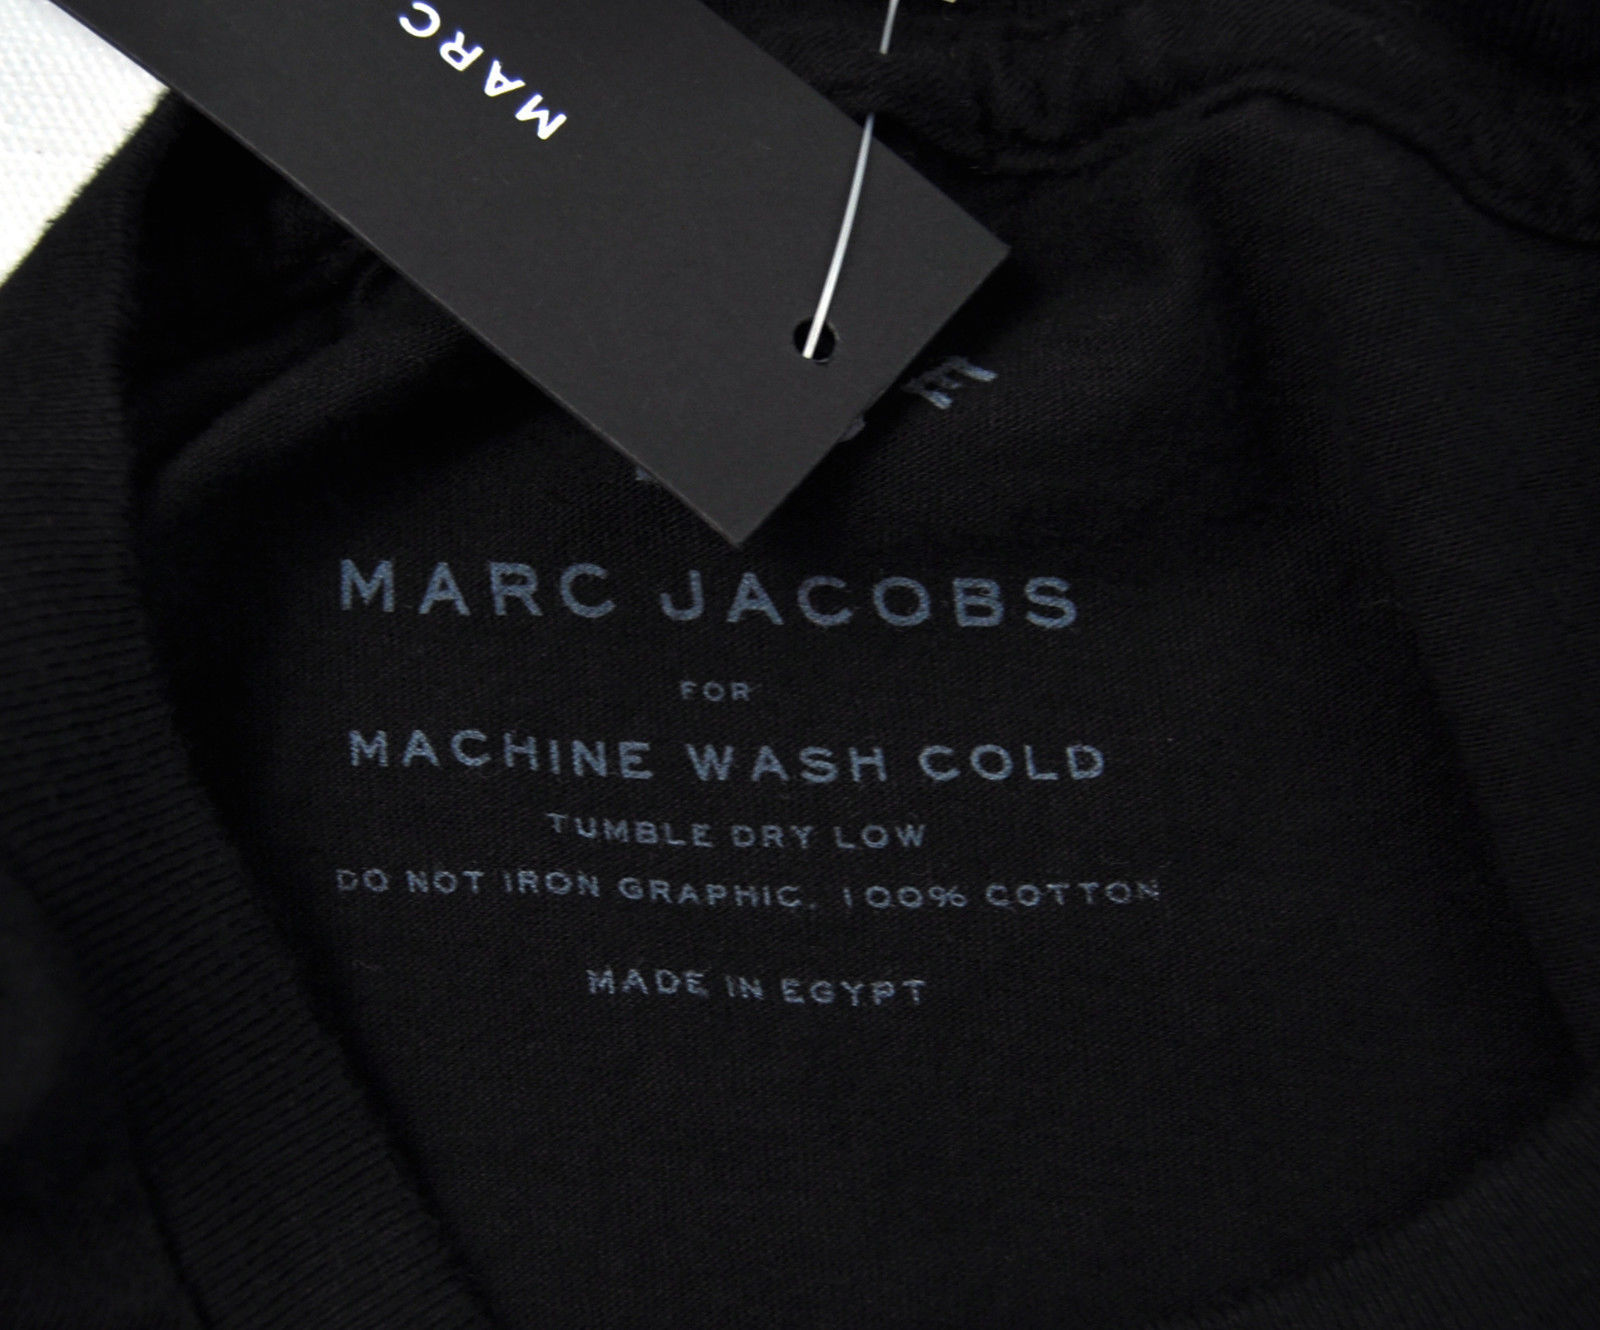 MARC
MARC JACOBS
FOR
MACHINE WASH COLD
TUMBLE DRY LOW
DO NOT IRON GRAPHIC. 100% COTTON
MADE IN EGYPT